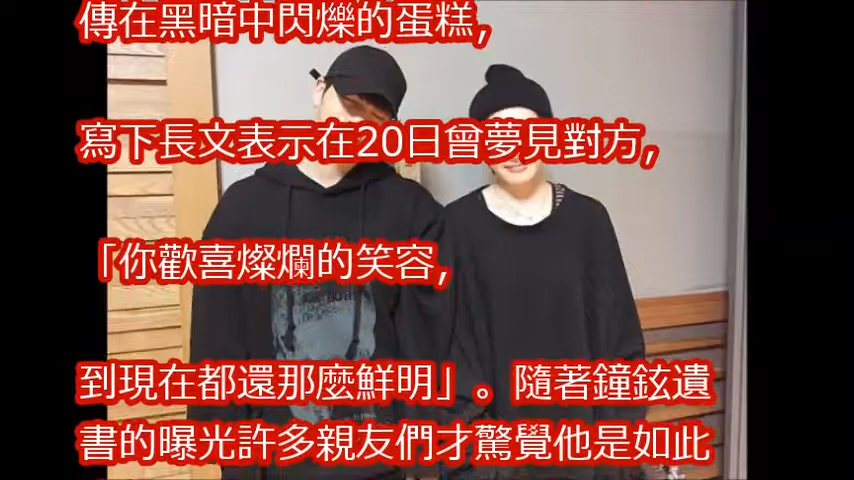 傳在黑暗中閃爍的蛋糕，
寫下長文表示在20日曾夢見對方，
「你歡喜燦爛的笑容，
到現在都還那麼鮮明」。隨著鐘鉉遺
書的曝光許多親友們才驚覺他是如此